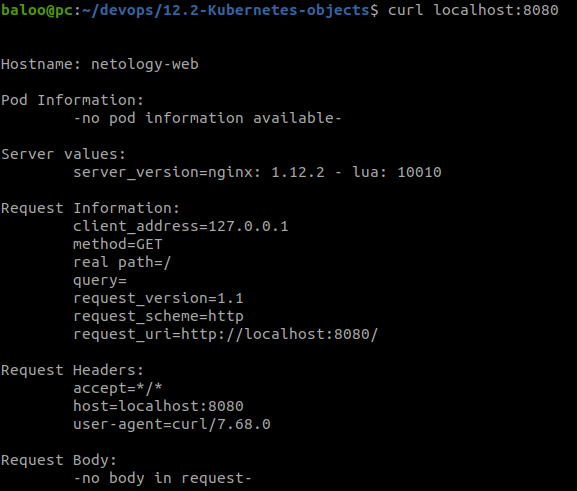 baloo@pc:~/devops/12.2-Kubernetes-objects$ curl localhost:8080
Hostname: netology-web
Pod Information:
-no pod information available-
Server values:
server_version=nginx: 1.12.2 - lua: 10010
Request Information:
client_address=127.0.0.1
method=GET
real path=/
query=
request_version=1.1
request_scheme=http
request_uri=http://localhost:8080/
Request Headers:
accept=*/*
host=localhost:8080
user-agent=curl/7.68.0
Request Body:
-no body in request-